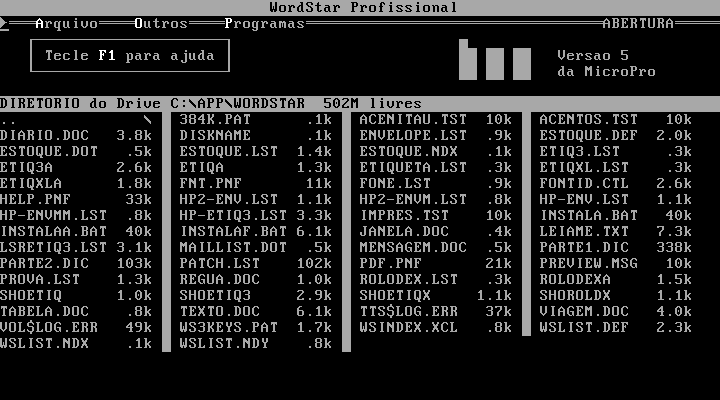 WordStar Profissional
Arquivo Outros Programas ABERTURA
Tecle F1 para ajuda
Versao 5
da MicroPro
DIRETORIO do Drive C:\APP\WORDSTAR 502M livres
.. \ 384K.PAT .1k ACENITAU.TST 10k ACENTOS.TST 10k
DIARIO.DOC 3.8k DISKNAME .1k ENVELOPE.LST .9k ESTOQUE.DEF 2.0k
ESTOQUE.DOT .5k ESTOQUE.LST 1.4k ESTOQUE.NDX .1k ETIQ3.LST .3k
ETIQ3A 2.6k ETIQA 1.3k ETIQUETA.LST .3k ETIQXL.LST .3k
ETIQXLA 1.8k FNT.PNF 11k FONE.LST .9k FONTID.CTL 2.6k
HELP.PNF 33k HP2-ENV.LST 1.1k HP2-ENVM.LST .8k HP-ENV.LST 1.1k
HP-ENVMM.LST .8k HP-ETIQ3.LST 3.3k IMPRES.TST 10k INSTALA.BAT 40k
INSTALAA.BAT 40k INSTALAF.BAT 6.1k JANELA.DOC .4k LEIAME.TXT 7.3k
LSRETIQ3.LST 3.1k MAILLIST.DOT .5k MENSAGEM.DOC .5k PARTE1.DIC 338k
PARTE2.DIC 103k PATCH.LST 102k PDF.PNF 21k PREVIEW.MSG 10k
PROVA.LST 1.3k REGUA.DOC 1.0k ROLODEX.LST .3k ROLODEXA 1.5k
SHOETIQ 1.0k SHOETIQ3 2.9k SHOETIQX 1.1k SHOROLDX 1.1k
TABELA.DOC .8k TEXTO.DOC 6.1k TTS$LOG.ERR 37k VIAGEM.DOC 4.0k
VOL$LOG.ERR 49k WS3KEYS.PAT 1.7k WSINDEX.XCL .8k WSLIST.DEF 2.3k
WSLIST.NDX .1k WSLIST.NDY .8k